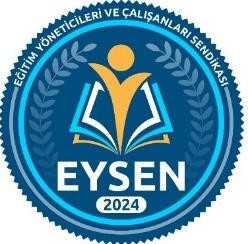 EĞİTİM YÖNETİCİLERİ VE ÇALIŞANLARI SENDİKASI
EYSEN
2024